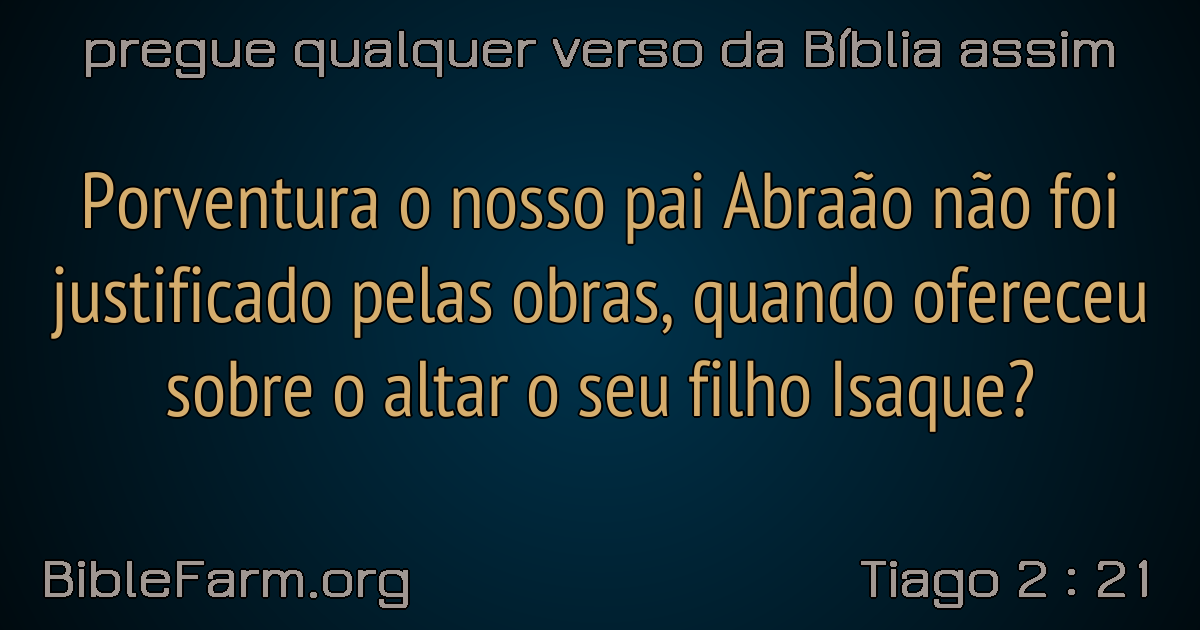 pregue qualquer verso da Bíblia assim
Porventura o nosso pai Abraão não foi
justificado pelas obras, quando ofereceu
sobre o altar o seu filho Isaque?
BibleFarm.org
Tiago 2 : 21